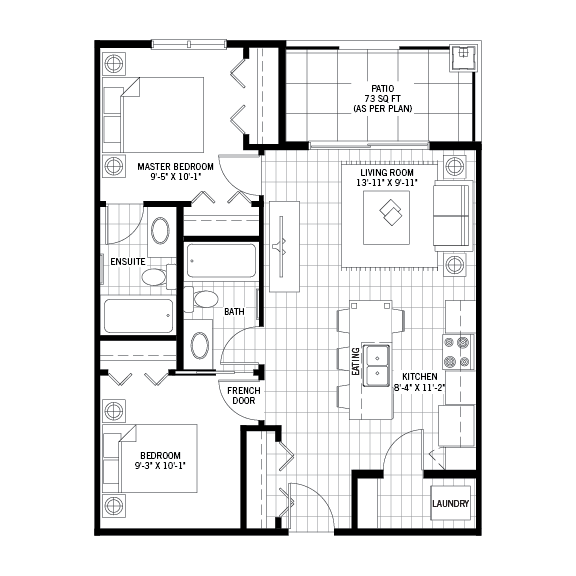 PATIO
73 SQ FT
(AS PER PLAN)
MASTER BEDROOM
9'-5" X 10'-1"
LIVING ROOM
13'-11" X 9'-11"
ENSUITE
BATH
EATING
KITCHEN
8'-4" X 11'-2"
FRENCH
DOOR
BEDROOM
9'-3" X 10'-1"
LAUNDRY